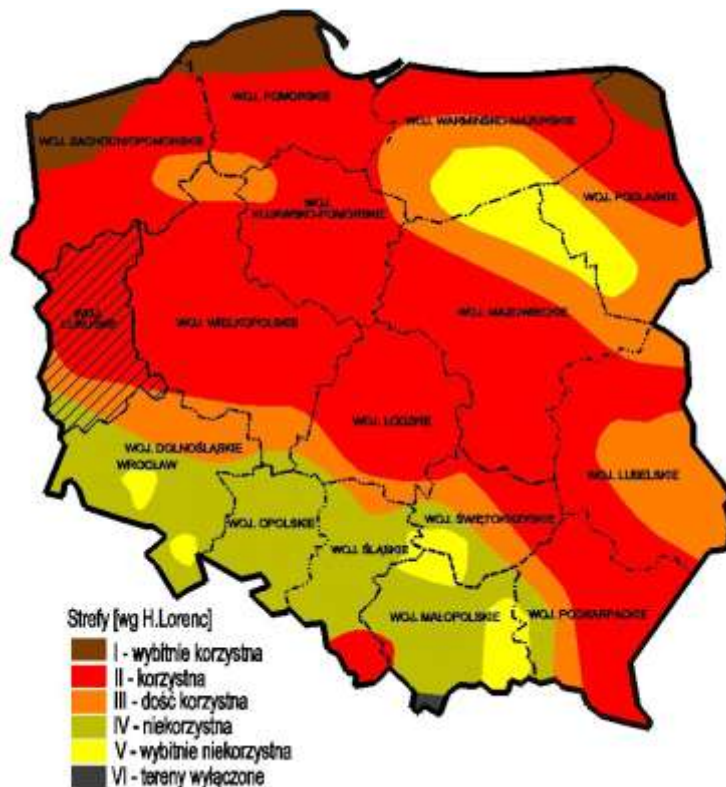 WOJ. POMORSKIE
WOJ. WARMIŃSKO-MAZURSKIE
WOJ. ZACHODNIOPOMORSKIE
WOJ. PODLASKIE
WOJ.
KUJAWSKO-POMORSKIE
WOJ.
LUBUSKIE
WOJ. WIELKOPOLSKIE
WOJ. MAZOWIECKIE
WOJ. ŁÓDZKIE
WOJ. DOLNOŚLĄSKIE
WROCŁAW
WOJ. LUBELSKIE
WOJ. OPOLSKIE
WOJ. ŚWIĘTOKRZYSKIE
WOJ. ŚLĄSKIE
WOJ. MAŁOPOLSKIE
WOJ. PODKARPACKIE
Strefy [wg H.Lorenc]
I - wybitnie korzystna
II - korzystna
III - dość korzystna
IV - niekorzystna
V - wybitnie niekorzystna
VI - tereny wyłączone